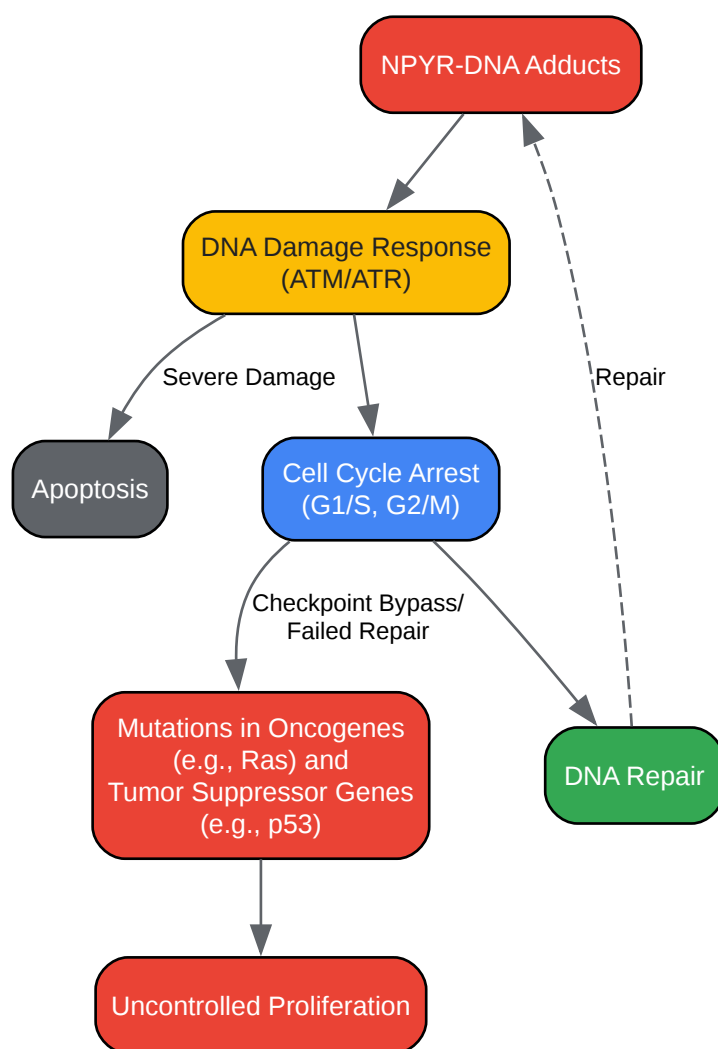 NPYR-DNA Adducts
DNA Damage Response
(ATM/ATR)
Severe Damage
Repair
Apoptosis
Cell Cycle Arrest
(G1/S, G2/M)
Checkpoint Bypass/
Failed Repair
Mutations in Oncogenes
(e.g., Ras) and
Tumor Suppressor Genes
(e.g., p53)
DNA Repair
Uncontrolled Proliferation